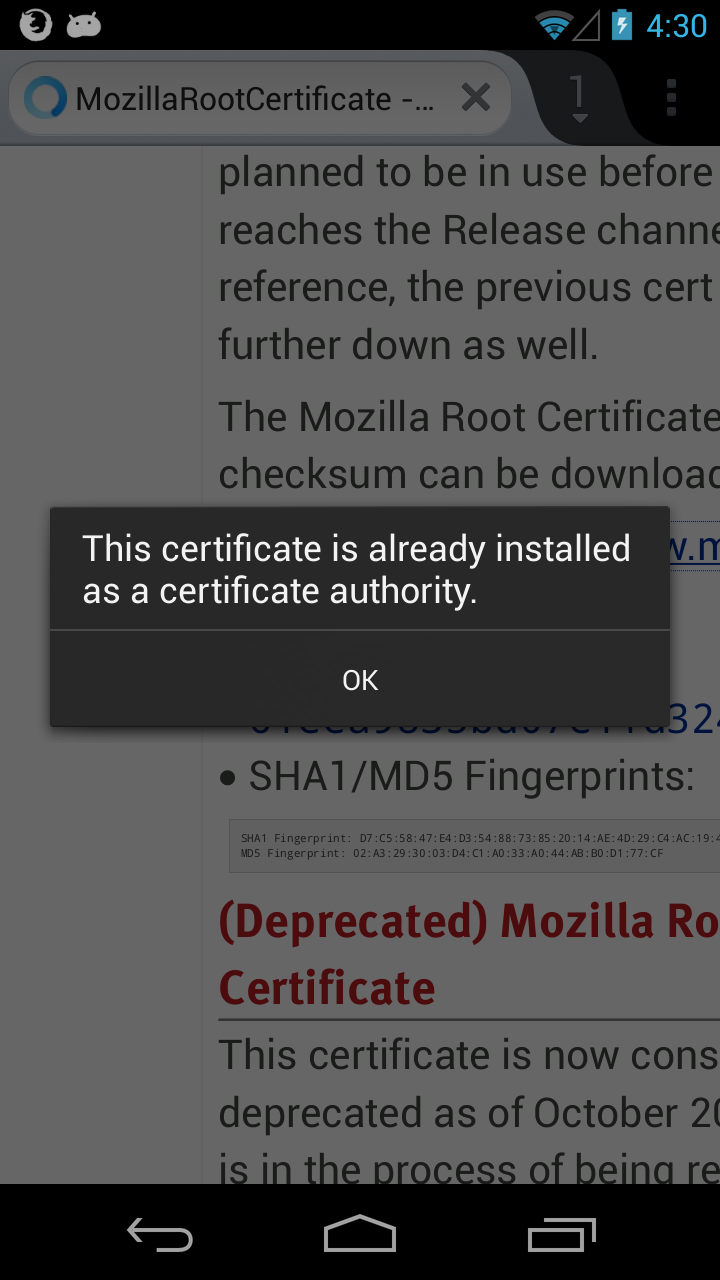 4:30
MozillaRootCertificate -...
1
planned to be in use before
reaches the Release channe
reference, the previous cert
further down as well.
The Mozilla Root Certificate
checksum can be download
w.m
This certificate is already installed
as a certificate authority.
OK
• SHA1/MD5 Fingerprints:
SHA1 Fingerprint: D7:C5:58:47:E4:D3:54:88:73:85:20:14:AE:4D:29:C4:AC:19:4
MD5 Fingerprint: 02:A3:29:30:03:D4:C1:A0:33:A0:44:AB:B0:D1:77:CF
(Deprecated) Mozilla Ro
Certificate
This certificate is now cons
deprecated as of October 20
is in the process of being re